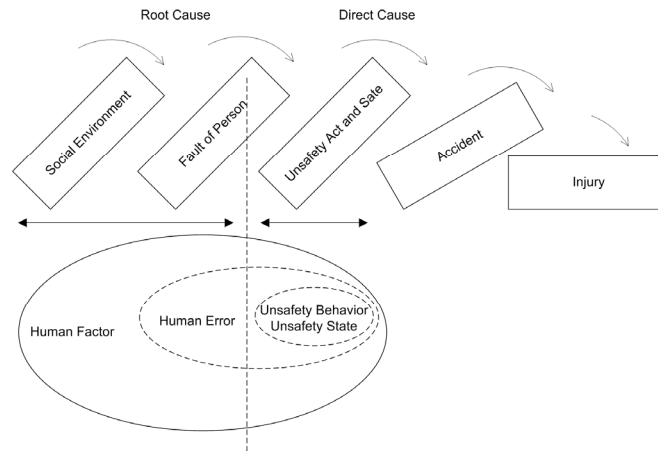 Root Cause
Direct Cause
Social Environment
Fault of Person
Unsafety Act and Sate
Accident
Injury
Human Factor
Human Error
Unsafety Behavior
Unsafety State